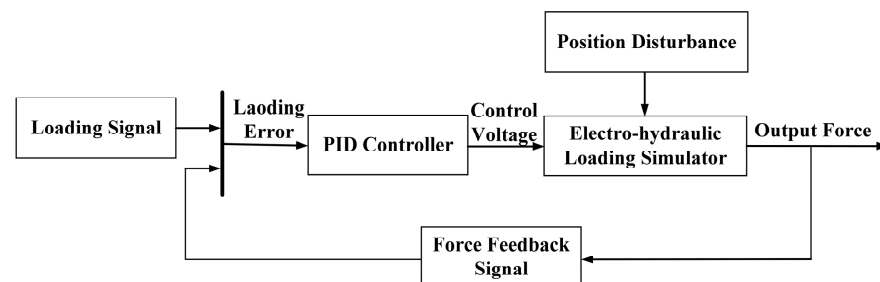 Position Disturbance
Loading Signal
Laoding
Error
PID Controller
Control
Voltage
Electro-hydraulic
Loading Simulator
Output Force
Force Feedback
Signal